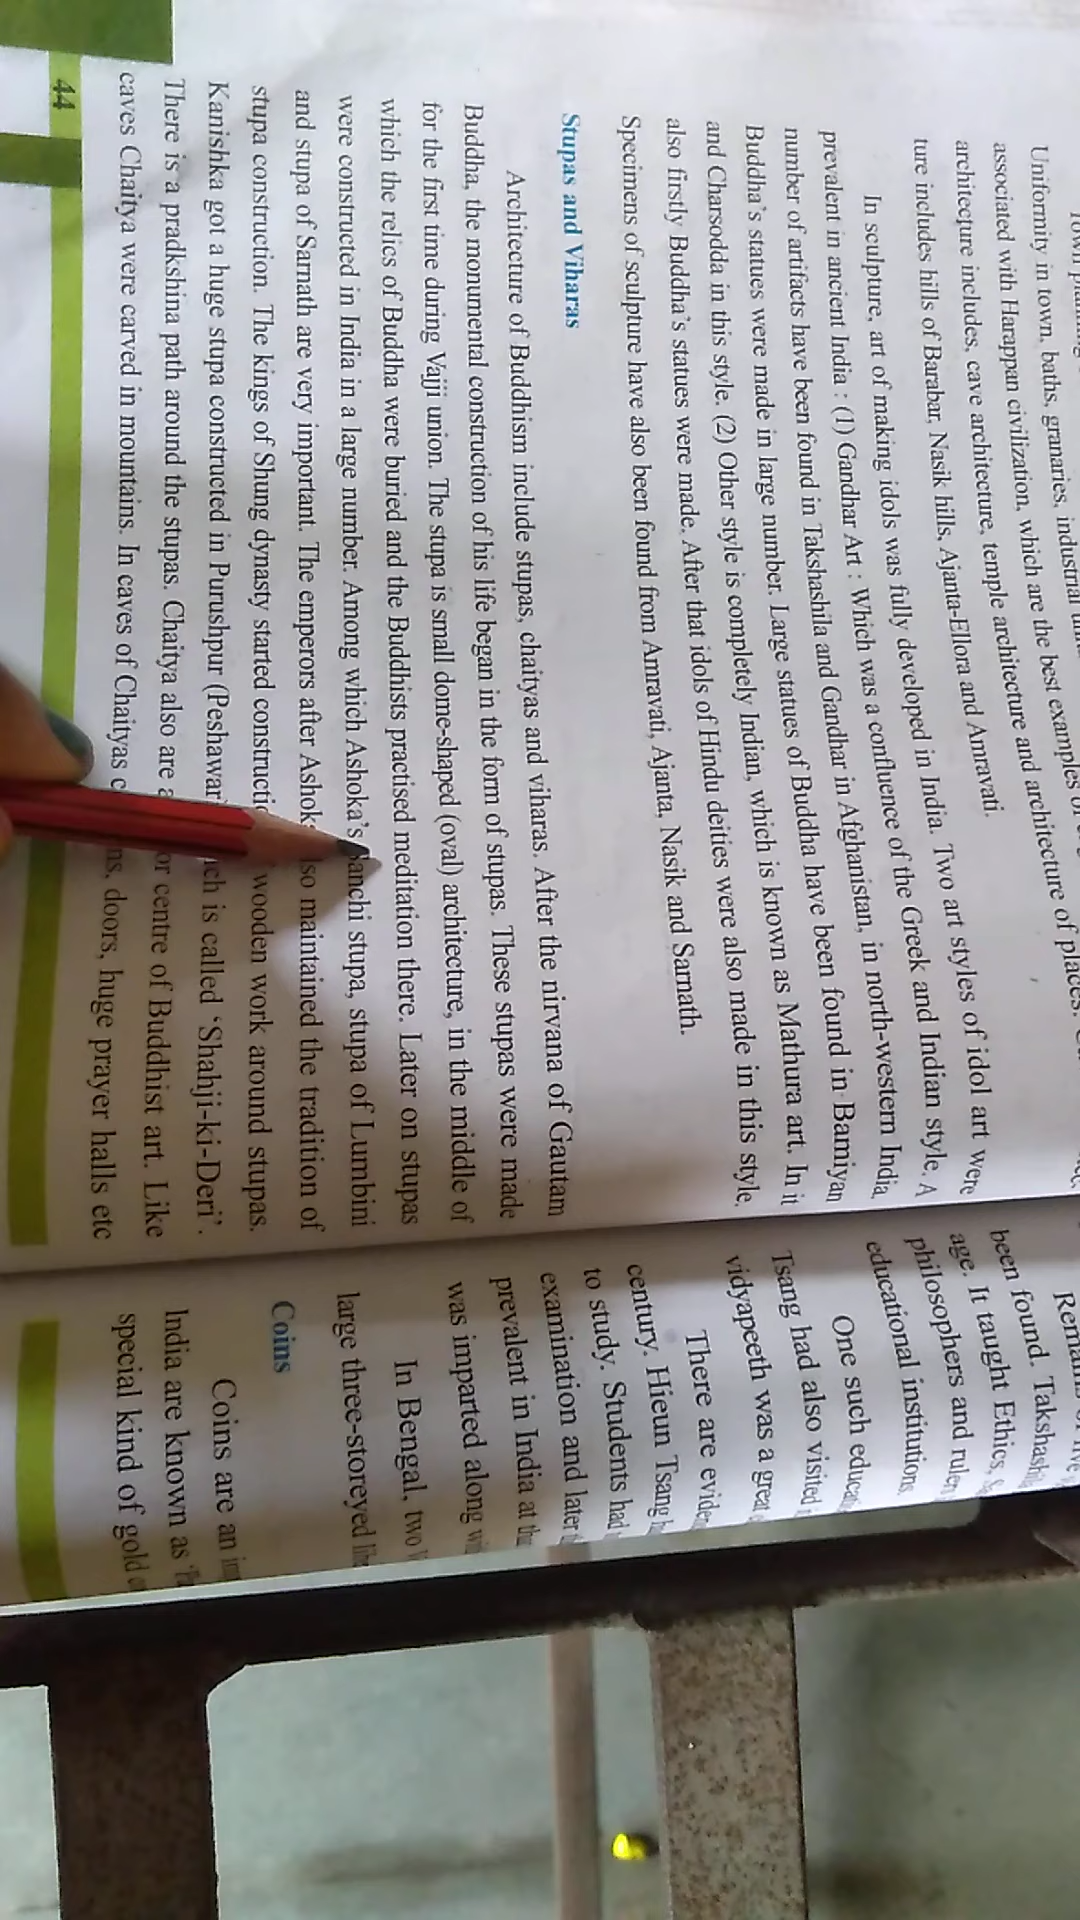 Uniformity in town, baths, granaries, industrial
associated with Harappan civilization, which are the best examples of
architecture includes, cave architecture, temple architecture and architecture of places.
ture includes hills of Barabar, Nasik hills, Ajanta-Ellora and Amravati.
In sculpture, art of making idols was fully developed in India. Two art styles of idol art were
prevalent in ancient India : (1) Gandhar Art : Which was a confluence of the Greek and Indian style. A
number of artifacts have been found in Takshashila and Gandhar in Afghanistan, in north-western India
Buddha's statues were made in large number. Large statues of Buddha have been found in Bamiyan
and Charsodda in this style. (2) Other style is completely Indian, which is known as Mathura art. In it
also firstly Buddha's statues were made. After that idols of Hindu deities were also made in this style.
Specimens of sculpture have also been found from Amravati, Ajanta, Nasik and Sarnath.
Stupas and Viharas
Architecture of Buddhism include stupas, chaityas and viharas. After the nirvana of Gautam
Buddha, the monumental construction of his life began in the form of stupas. These stupas were made
for the first time during Vajji union. The stupa is small dome-shaped (oval) architecture, in the middle of
which the relics of Buddha were buried and the Buddhists practised meditation there. Later on stupas
were constructed in India in a large number. Among which Ashoka's Sanchi stupa, stupa of Lumbini
and stupa of Sarnath are very important. The emperors after Ashoka also maintained the tradition of
stupa construction. The kings of Shung dynasty started construction wooden work around stupas.
Kanishka got a huge stupa constructed in Purushpur (Peshawar) which is called 'Shahji-ki-Deri'.
There is a pradkshina path around the stupas. Chaitya also are a or centre of Buddhist art. Like
caves Chaitya were carved in mountains. In caves of Chaityas doors, huge prayer halls etc
44
been found.
age. It taught Ethics,
philosophers and
educational institutions
One such
Tsang had also visited
vidyapeeth was a great
There are
century. Hieun Tsang
to study. Students had
examination and later
prevalent in India at
was imparted along
In Bengal, two
large three-storeyed
Coins
Coins are an
India are known as
special kind of gold